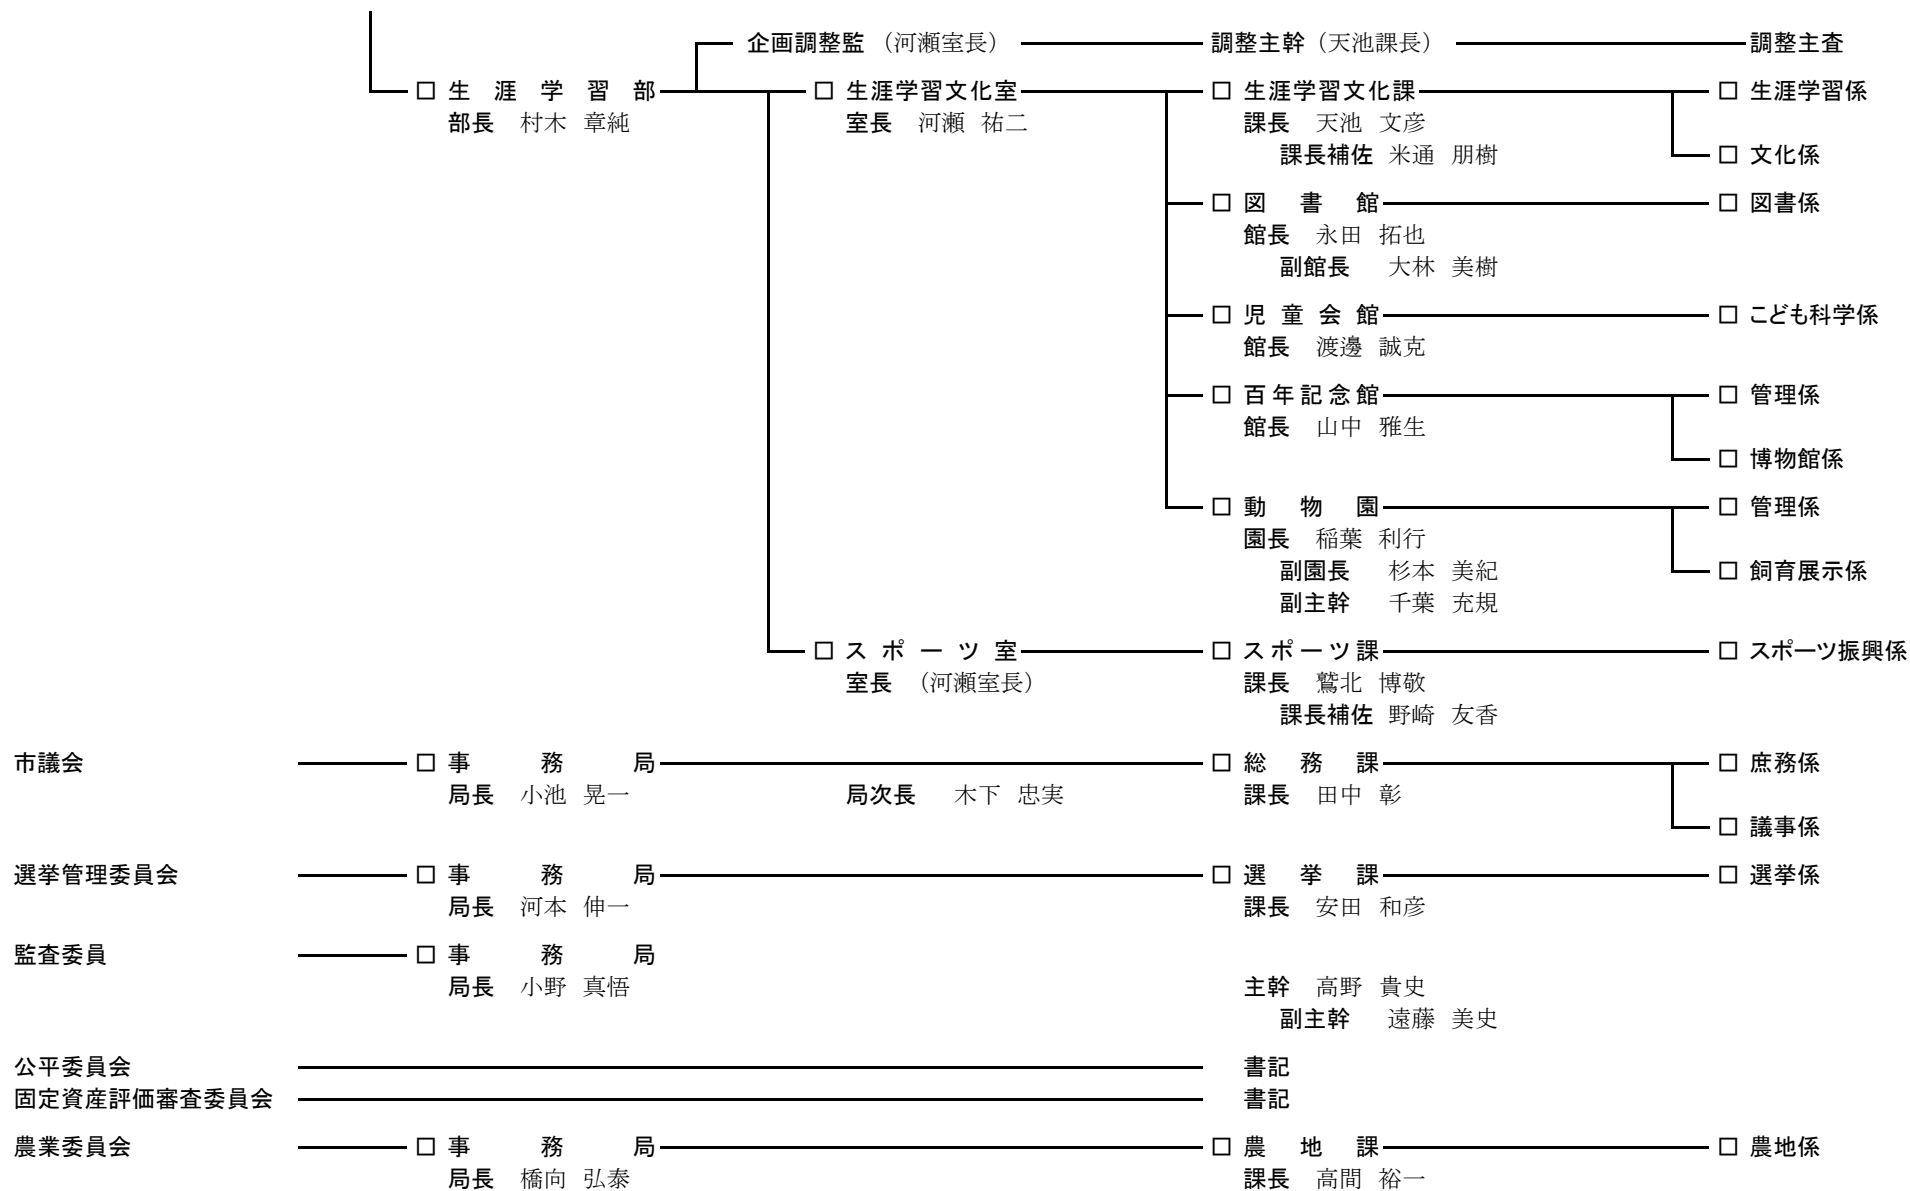 企画調整監 （河瀬室長） 調整主幹（天池課長） 調整主査
□ 生涯学習部 □ 生涯学習文化室 □ 生涯学習文化課 □ 生涯学習係
部長 村木 章純 室長 河瀬 祐二 課長 天池 文彦
課長補佐 米通 朋樹 □ 文化係
□ 図書館 □ 図書係
館長 永田 拓也
副館長 大林 美樹
□ 児童会館 □ こども科学係
館長 渡邊 誠克
□ 百年記念館 □ 管理係
館長 山中 雅生
□ 博物館係
□ 動物園 □ 管理係
園長 稲葉 利行
副園長 杉本 美紀 □ 飼育展示係
副主幹 千葉 充規
□ スポーツ室 □ スポーツ課 □ スポーツ振興係
室長 （河瀬室長） 課長 鷲北 博敬
課長補佐 野崎 友香
市議会 □ 事務局 □ 総務課 □ 庶務係
局長 小池 晃一 局次長 木下 忠実 課長 田中 彰
□ 議事係
選挙管理委員会 □ 事務局 □ 選挙課 □ 選挙係
局長 河本 伸一 課長 安田 和彦
監査委員 □ 事務局
局長 小野 真悟 主幹 高野 貴史
副主幹 遠藤 美史
公平委員会 書記
固定資産評価審査委員会 書記
農業委員会 □ 事務局 □ 農地課 □ 農地係
局長 橋向 弘泰 課長 高間 裕一